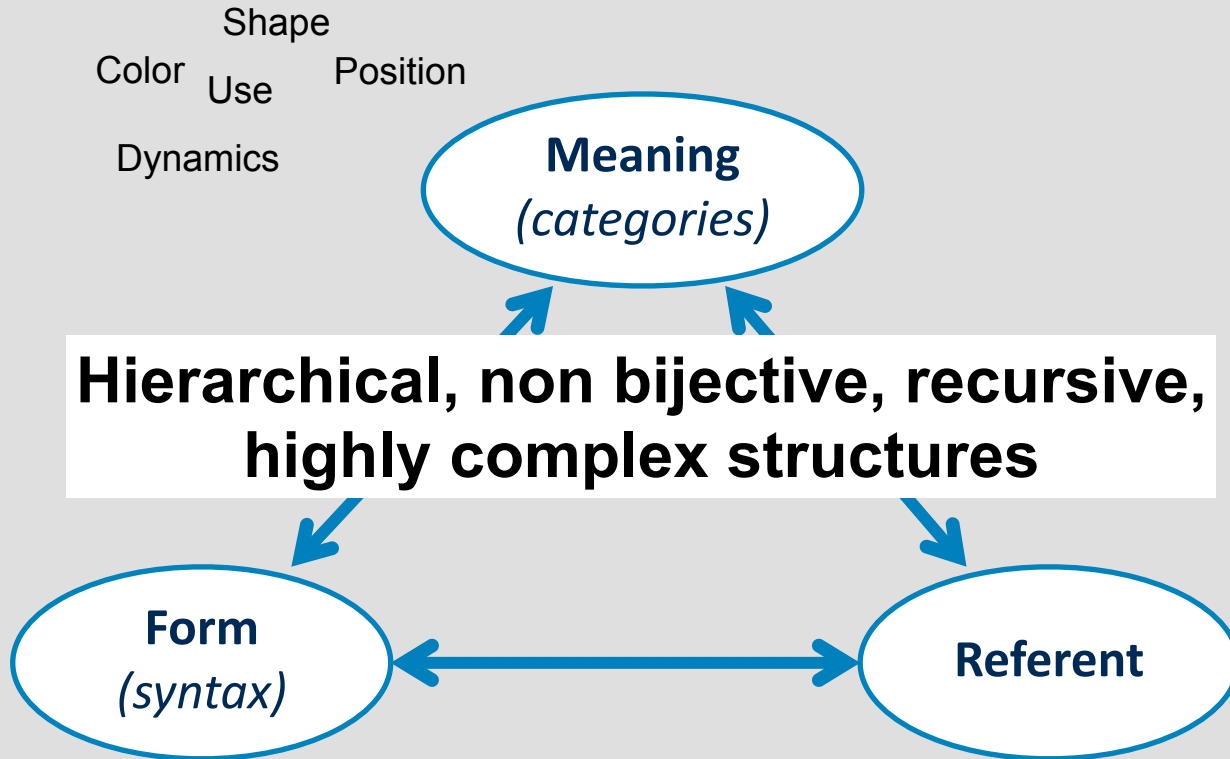 Shape
Color
Use
Position
Dynamics
Meaning
(categories)
Hierarchical, non bijective, recursive,
highly complex structures
Form
(syntax)
Referent